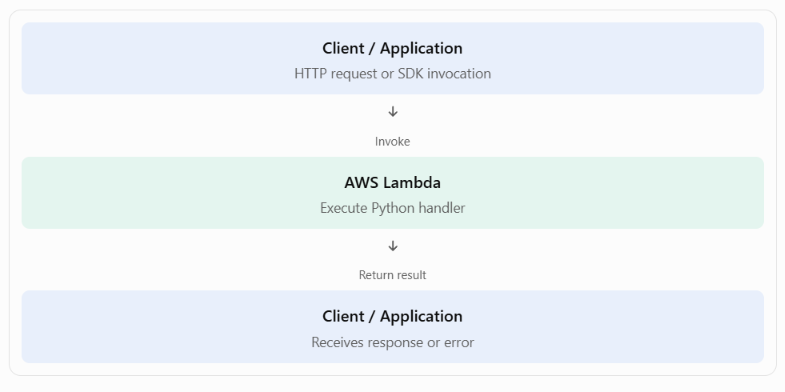 Client / Application
HTTP request or SDK invocation
Invoke
AWS Lambda
Execute Python handler
Return result
Client / Application
Receives response or error